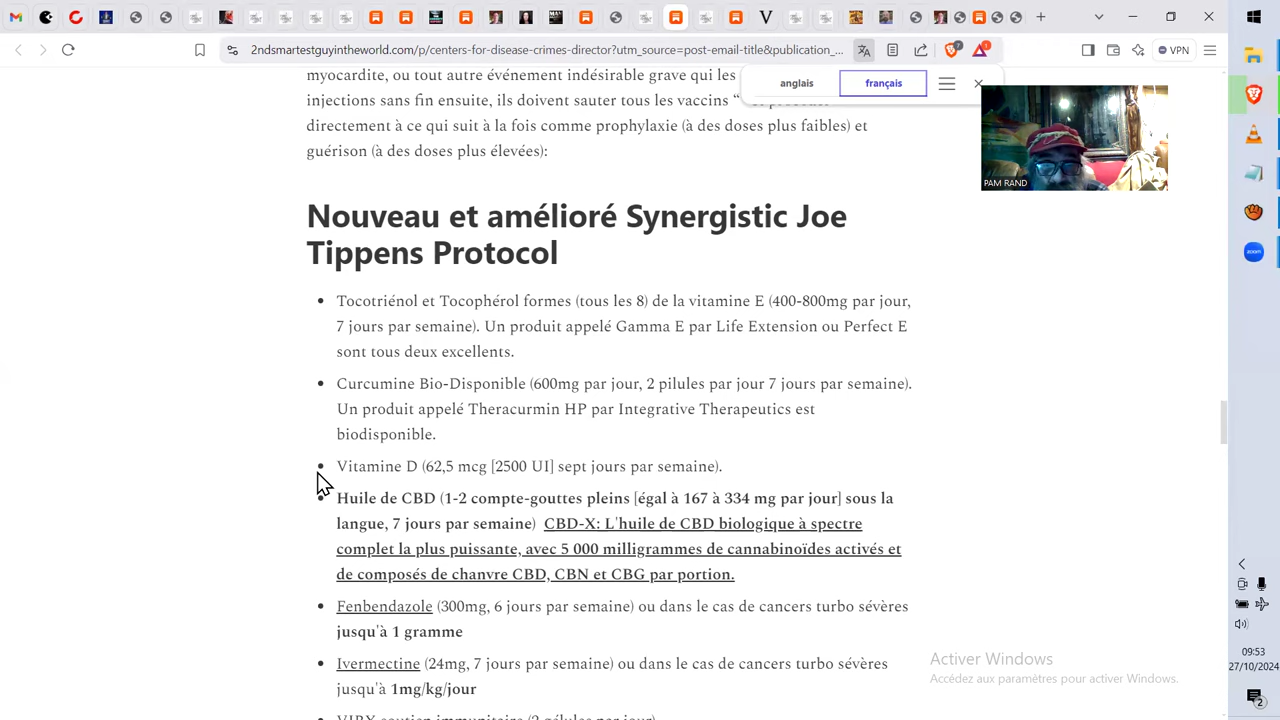 2ndsmartestguyintheworld.com/p/centers-for-disease-crimes-director?utm_source=post-email-title&publication_...
VPN
anglais
français
myocardite, ou tout autre événement indésirable grave qui les
injections sans fin ensuite, ils doivent sauter tous les vaccins “
directement à ce qui suit à la fois comme prophylaxie (à des doses plus faibles) et
guérison (à des doses plus élevées):
PAM RAND
Nouveau et amélioré Synergistic Joe
Tippens Protocol
Tocotriénol et Tocophérol formes (tous les 8) de la vitamine E (400-800mg par jour,
7 jours par semaine). Un produit appelé Gamma E par Life Extension ou Perfect E
sont tous deux excellents.
Curcumine Bio-Disponible (600mg par jour, 2 pilules par jour 7 jours par semaine).
Un produit appelé Theracurmin HP par Integrative Therapeutics est
biodisponible.
Vitamine D (62,5 mcg [2500 UI] sept jours par semaine).
Huile de CBD (1-2 compte-gouttes pleins [égal à 167 à 334 mg par jour] sous la
langue, 7 jours par semaine) CBD-X: L'huile de CBD biologique à spectre
complet la plus puissante, avec 5 000 milligrammes de cannabinoïdes activés et
de composés de chanvre CBD, CBN et CBG par portion.
Fenbendazole (300mg, 6 jours par semaine) ou dans le cas de cancers turbo sévères
jusqu'à 1 gramme
Ivermectine (24mg, 7 jours par semaine) ou dans le cas de cancers turbo sévères
jusqu'à 1mg/kg/jour
VIRX soutien immunitaire (2 gélules par jour)
Activer Windows
Accédez aux paramètres pour activer Windows.
zoom
09:53
27/10/2024
2